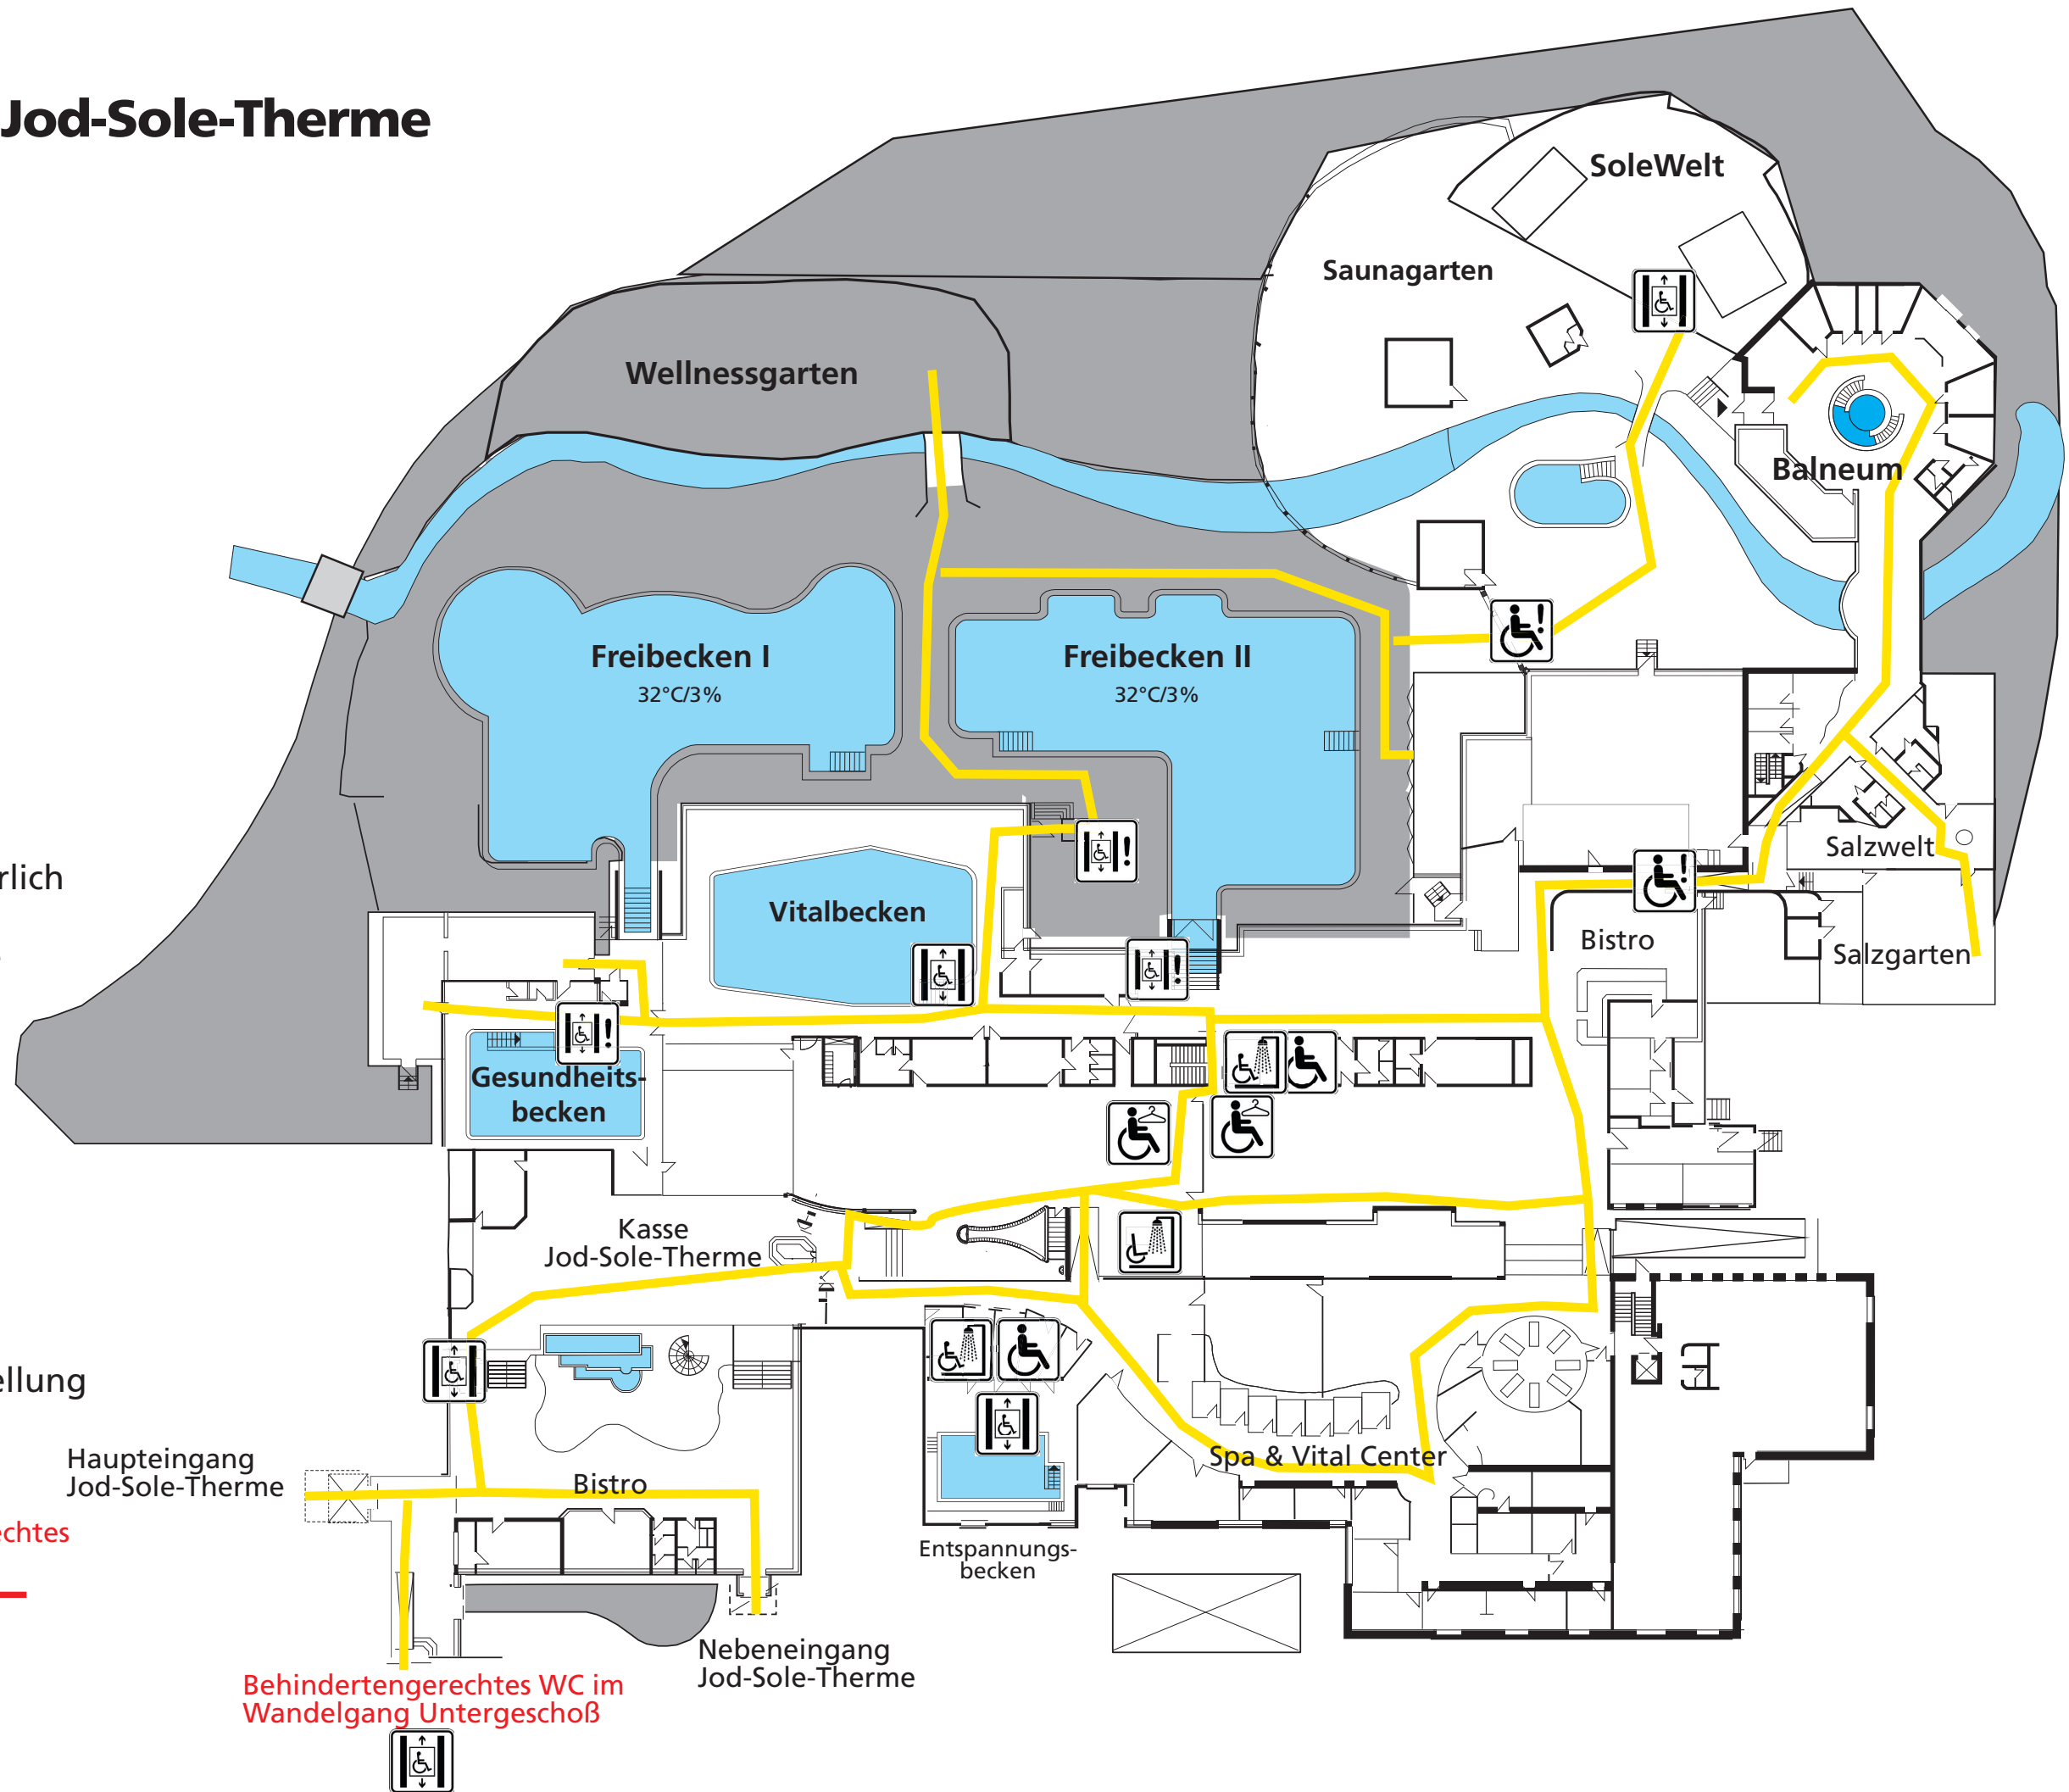 Jod-Sole-Therme
SoleWelt
Saunagarten
Wellnessgarten
Balneum
Freibecken I
32°C/3%
Freibecken II
32°C/3%
Salzwelt
rlich
Vitalbecken
Bistro
Salzgarten
Gesundheits-
becken
Kasse
Jod-Sole-Therme
ellung
Haupteingang
Jod-Sole-Therme
Bistro
Spa & Vital Center
echtes
Entspannungs-
becken
Nebeneingang
Jod-Sole-Therme
Behindertengerechtes WC im
Wandelgang Untergeschoß